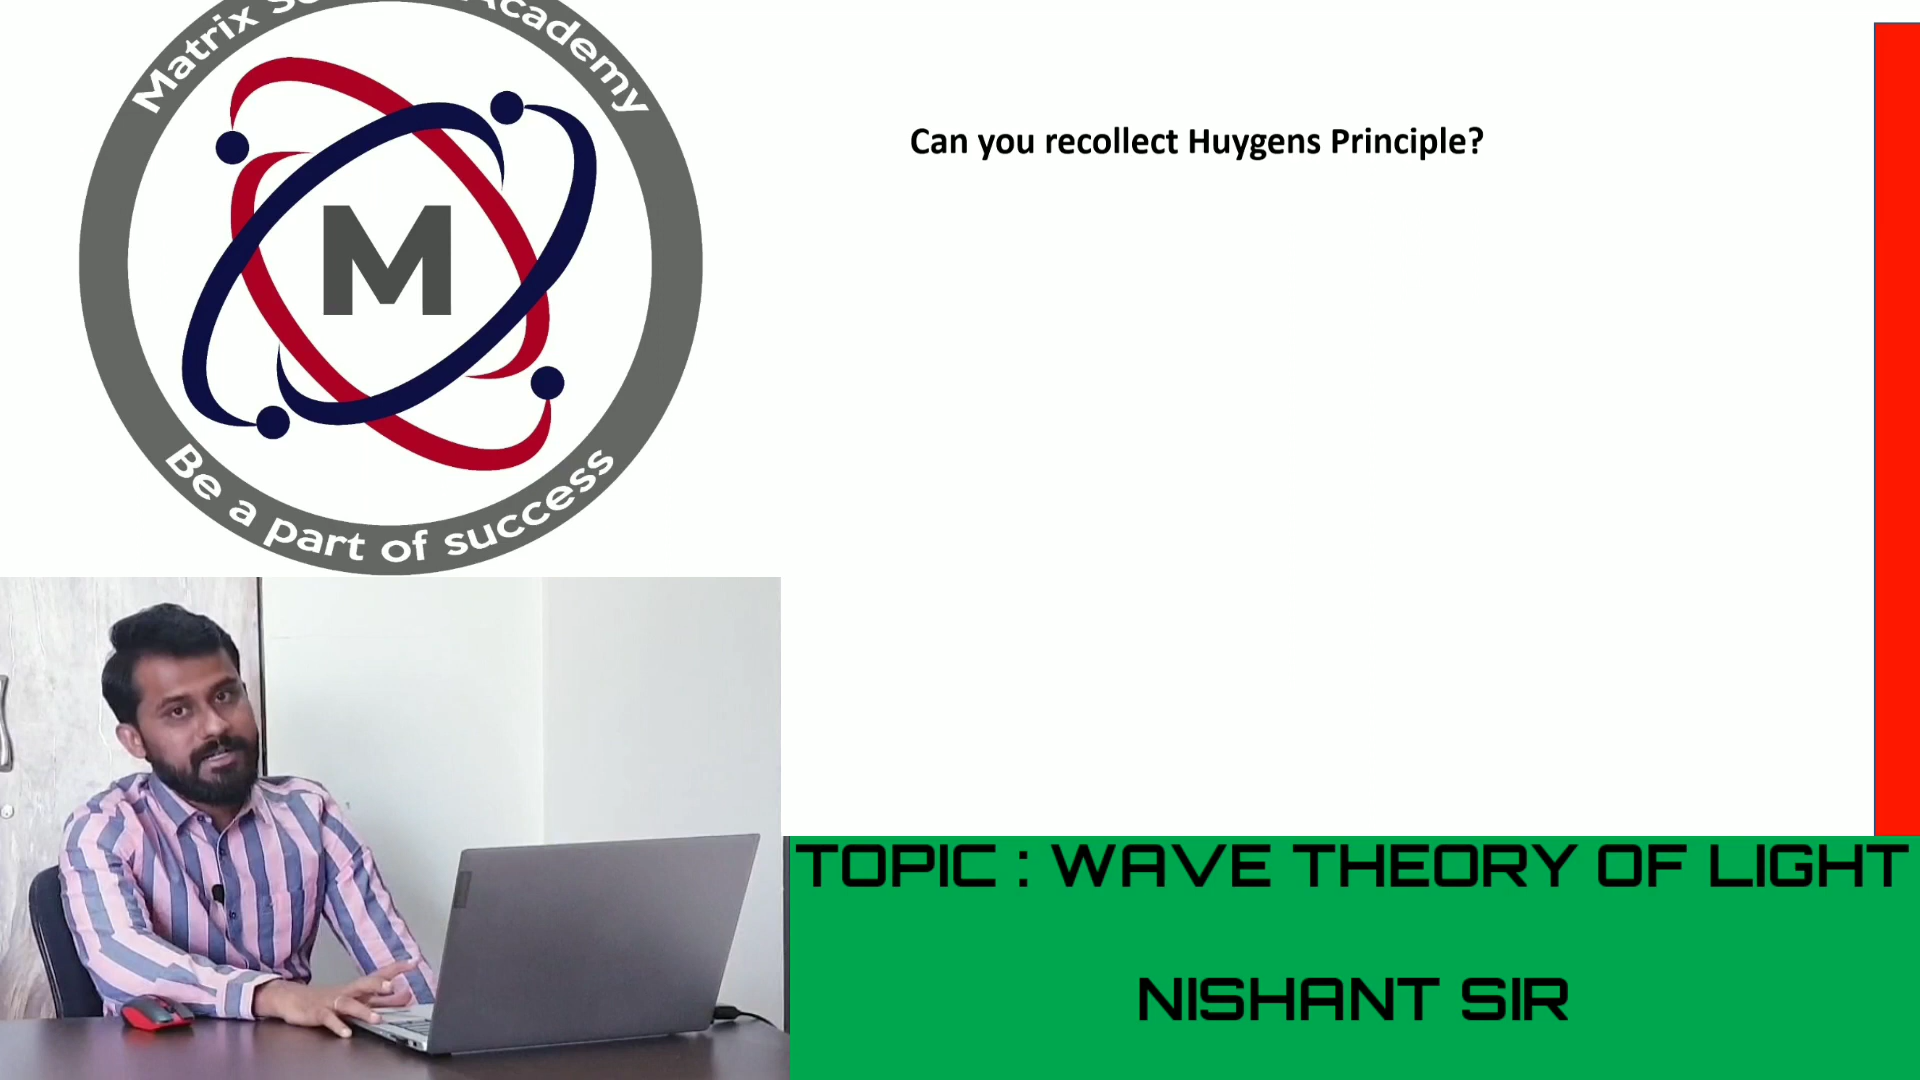 Matrix Academy
M
Be a part of success
Can you recollect Huygens Principle?
TOPIC : WAVE THEORY OF LIGHT
NISHANT SIR